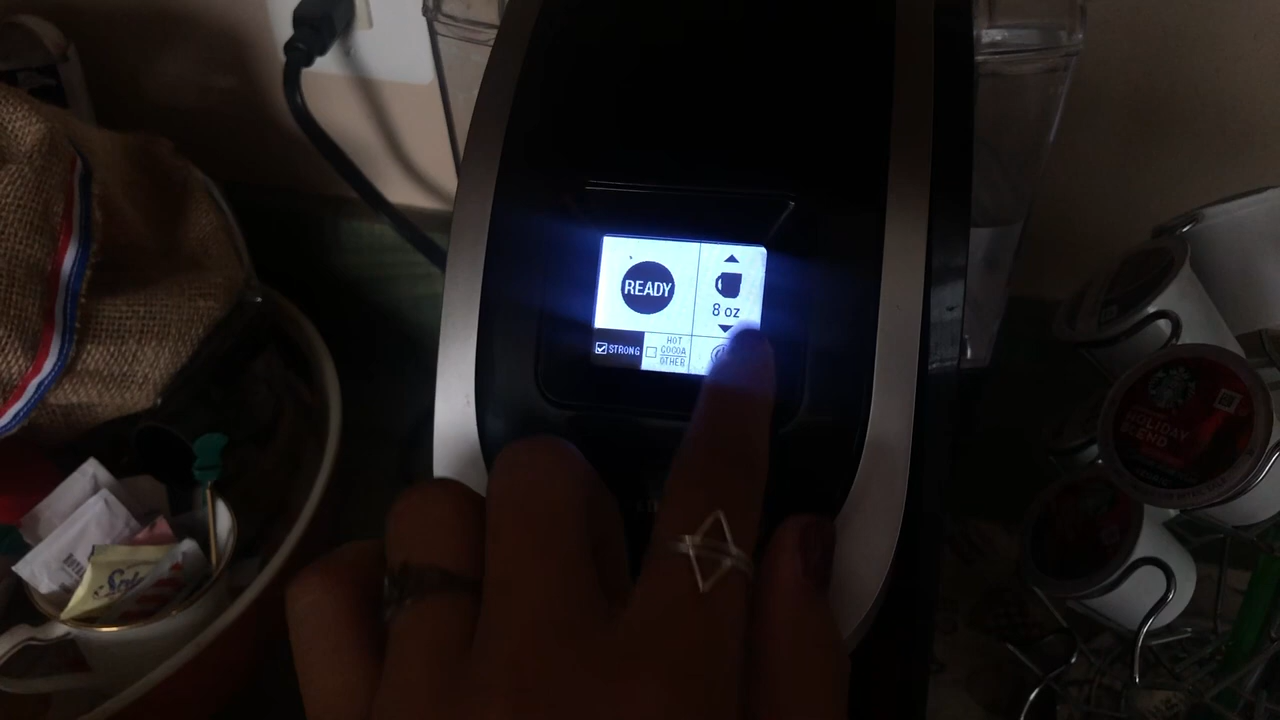 READY
8 oz
STRONG
HOT
COCOA
OTHER
HOLIDAY
BLEND